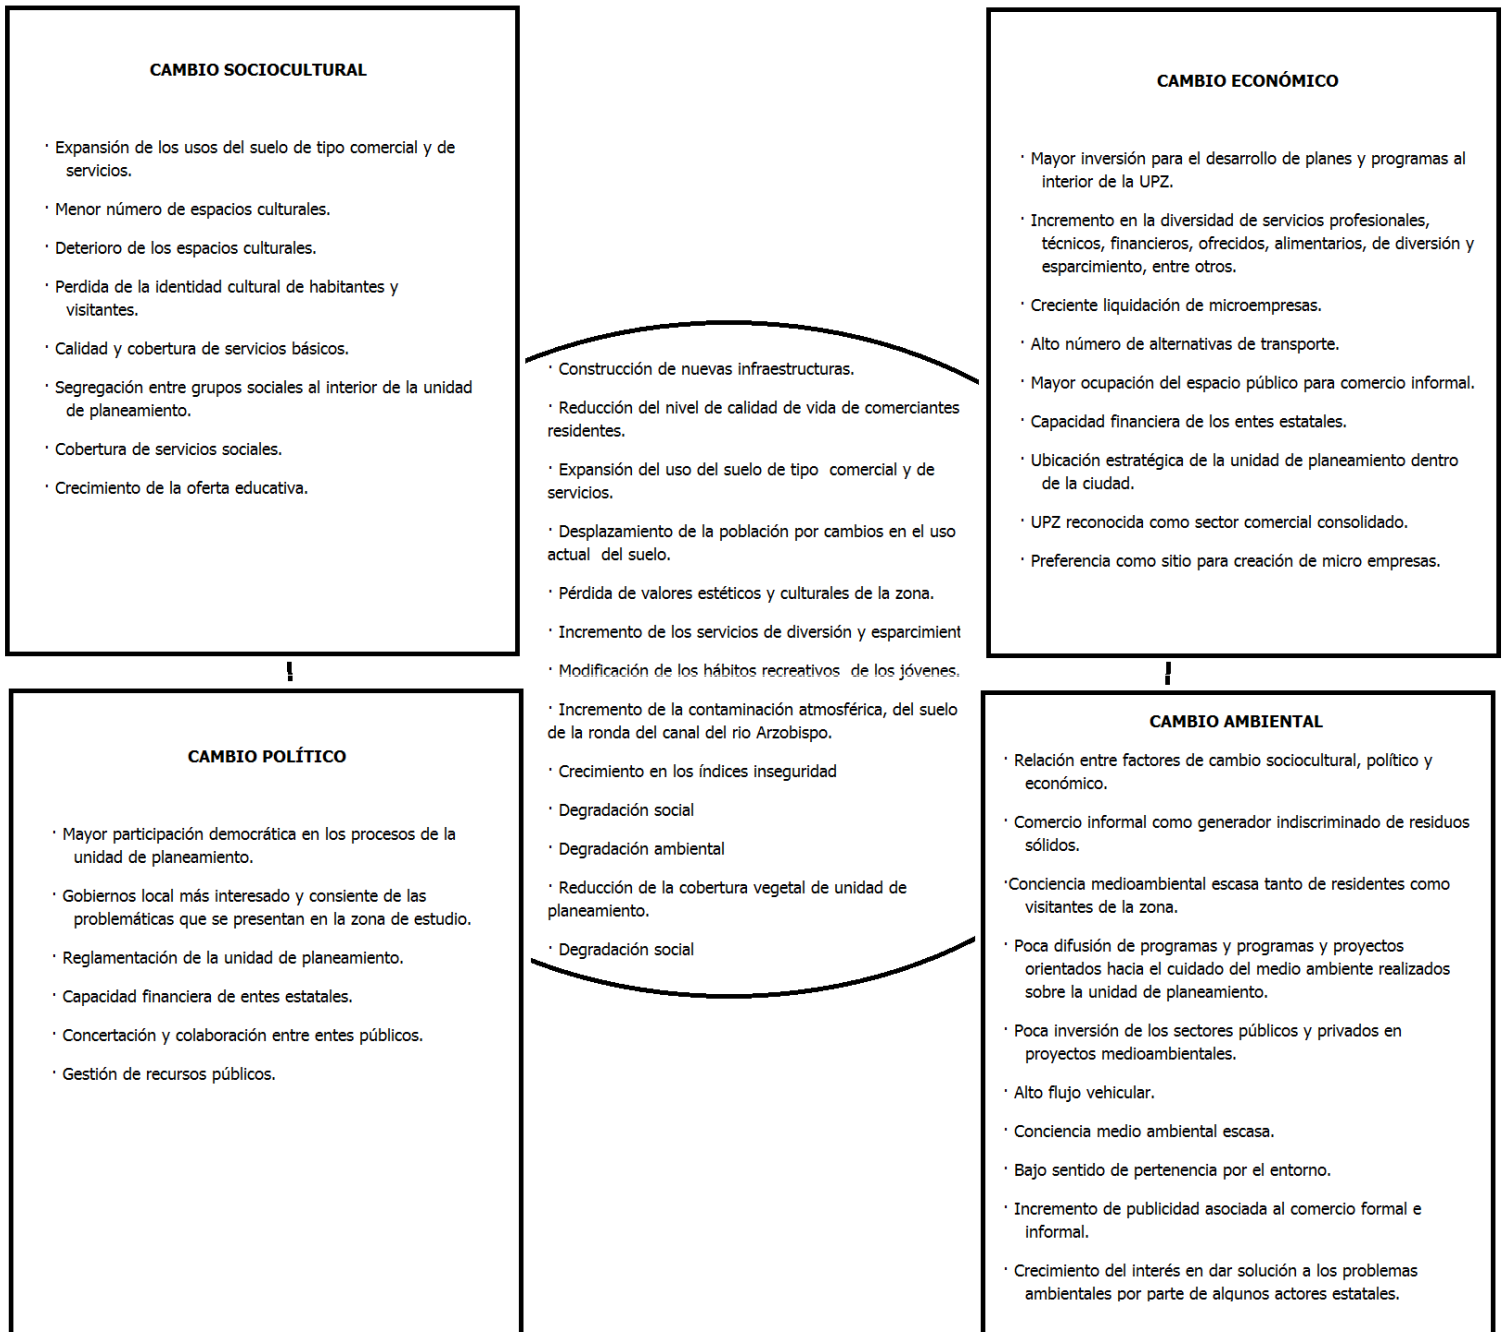 CAMBIO SOCIOCULTURAL
· Expansión de los usos del suelo de tipo comercial y de
servicios.
· Menor número de espacios culturales.
· Deterioro de los espacios culturales.
· Perdida de la identidad cultural de habitantes y
visitantes.
· Calidad y cobertura de servicios básicos.
· Segregación entre grupos sociales al interior de la unidad
de planeamiento.
· Cobertura de servicios sociales.
· Crecimiento de la oferta educativa.
CAMBIO ECONÓMICO
· Mayor inversión para el desarrollo de planes y programas al
interior de la UPZ.
· Incremento en la diversidad de servicios profesionales,
técnicos, financieros, ofrecidos, alimentarios, de diversión y
esparcimiento, entre otros.
· Creciente liquidación de microempresas.
· Alto número de alternativas de transporte.
· Mayor ocupación del espacio público para comercio informal.
· Capacidad financiera de los entes estatales.
· Ubicación estratégica de la unidad de planeamiento dentro
de la ciudad.
· UPZ reconocida como sector comercial consolidado.
· Preferencia como sitio para creación de micro empresas.
· Construcción de nuevas infraestructuras.
· Reducción del nivel de calidad de vida de comerciantes
residentes.
· Expansión del uso del suelo de tipo  comercial y de
servicios.
· Desplazamiento de la población por cambios en el uso
actual  del suelo.
· Pérdida de valores estéticos y culturales de la zona.
· Incremento de los servicios de diversión y esparcimient
· Modificación de los hábitos recreativos  de los jóvenes.
· Incremento de la contaminación atmosférica, del suelo
de la ronda del canal del rio Arzobispo.
· Crecimiento en los índices inseguridad
· Degradación social
· Degradación ambiental
· Reducción de la cobertura vegetal de unidad de
planeamiento.
· Degradación social
CAMBIO POLÍTICO
· Mayor participación democrática en los procesos de la
unidad de planeamiento.
· Gobiernos local más interesado y consiente de las
problemáticas que se presentan en la zona de estudio.
· Reglamentación de la unidad de planeamiento.
· Capacidad financiera de entes estatales.
· Concertación y colaboración entre entes públicos.
· Gestión de recursos públicos.
CAMBIO AMBIENTAL
· Relación entre factores de cambio sociocultural, político y
económico.
· Comercio informal como generador indiscriminado de residuos
sólidos.
·Conciencia medioambiental escasa tanto de residentes como
visitantes de la zona.
· Poca difusión de programas y programas y proyectos
orientados hacia el cuidado del medio ambiente realizados
sobre la unidad de planeamiento.
· Poca inversión de los sectores públicos y privados en
proyectos medioambientales.
· Alto flujo vehicular.
· Conciencia medio ambiental escasa.
· Bajo sentido de pertenencia por el entorno.
· Incremento de publicidad asociada al comercio formal e
informal.
· Crecimiento del interés en dar solución a los problemas
ambientales por parte de algunos actores estatales.